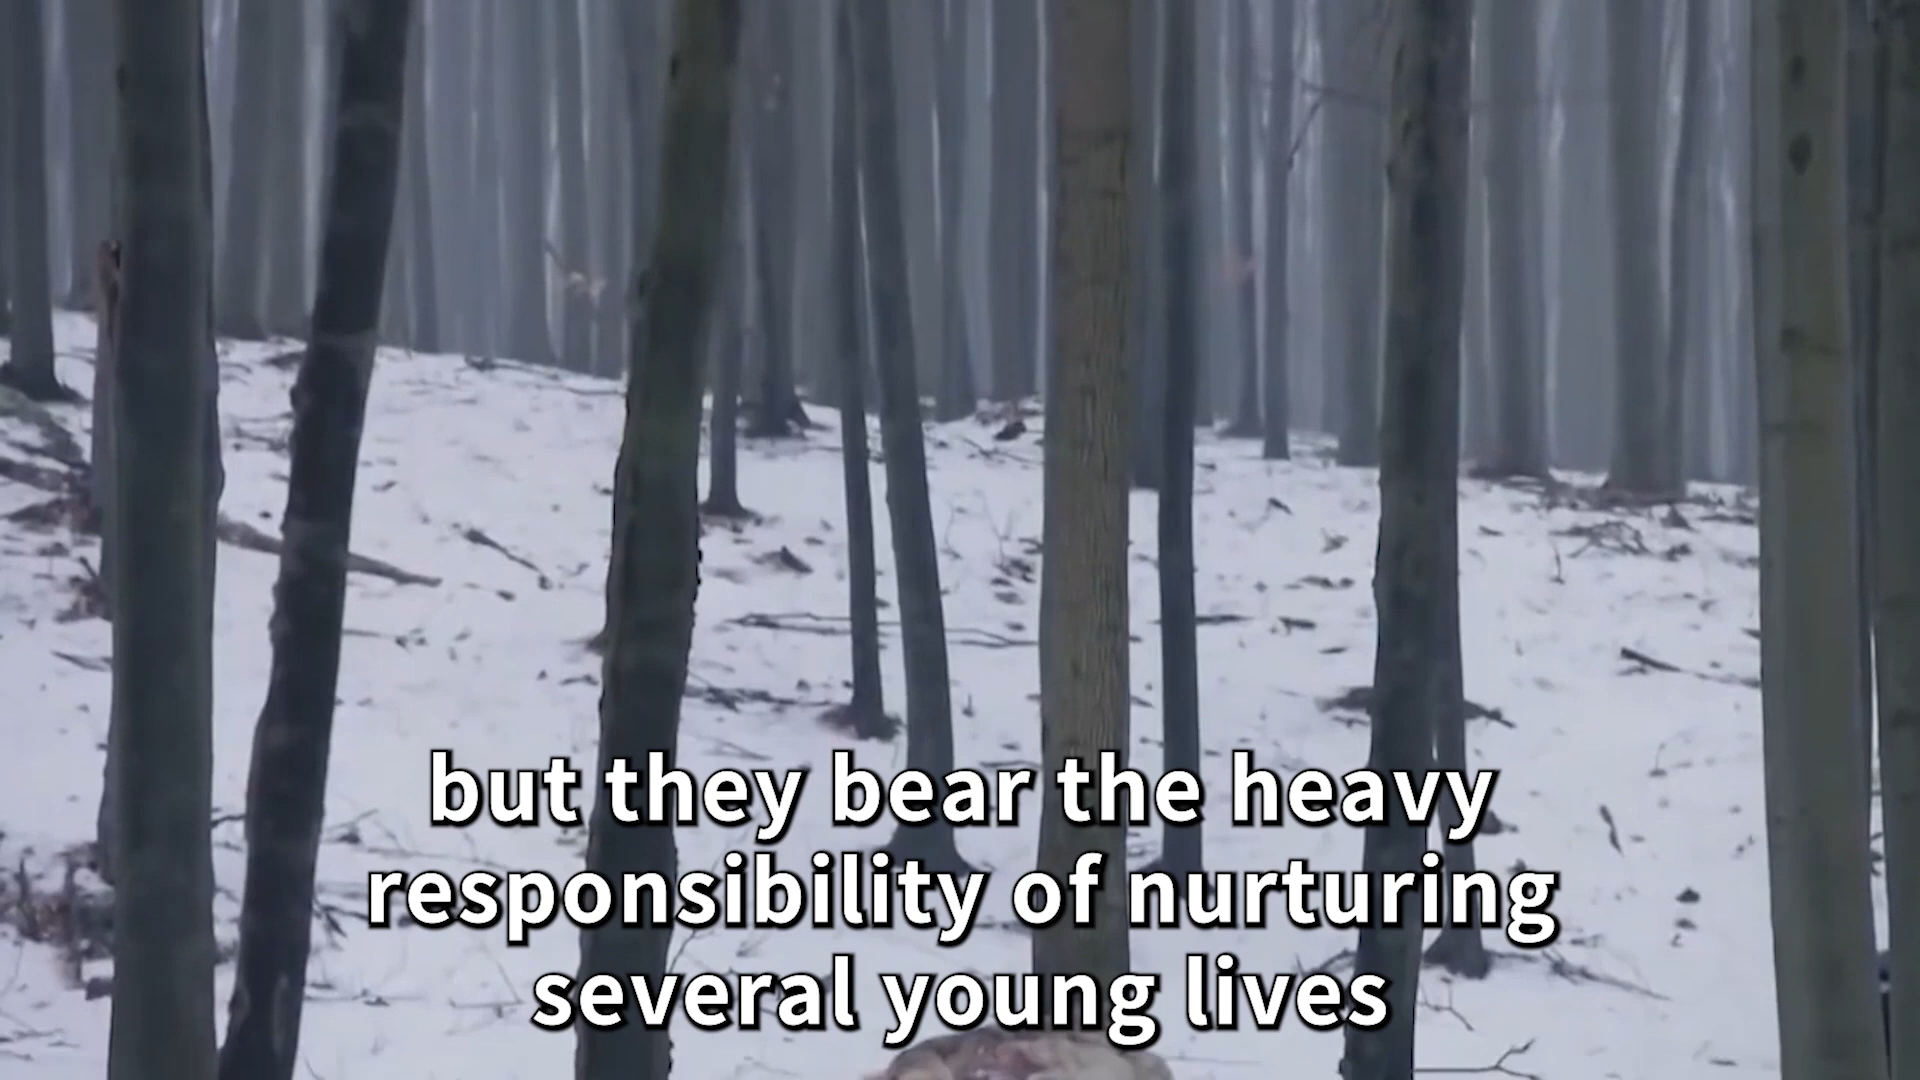 but they bear the heavy
responsibility of nurturing
several young lives